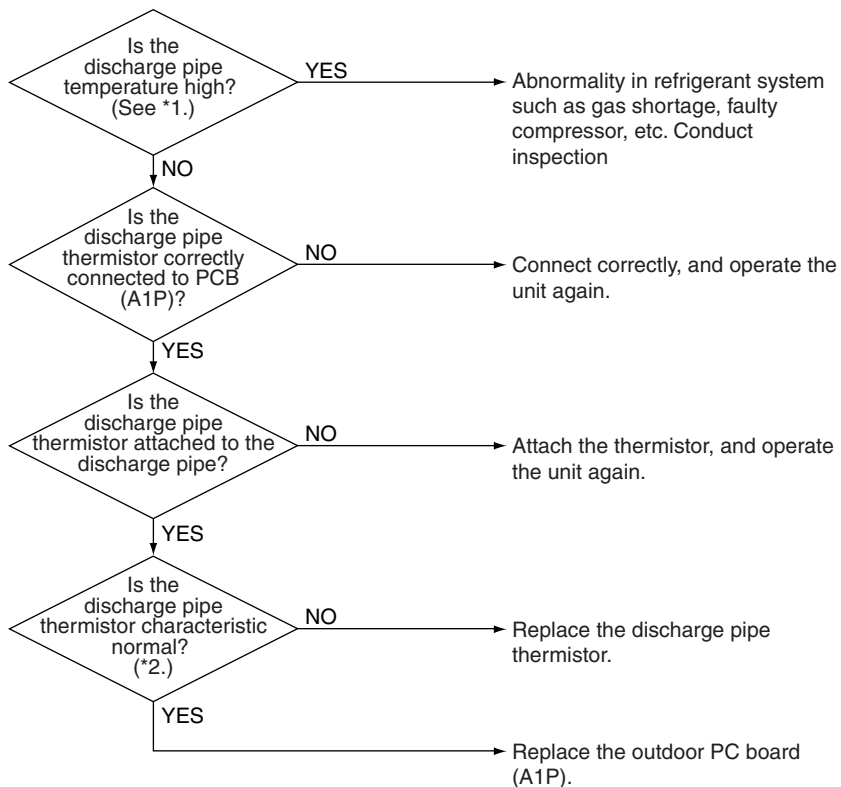 Is the
discharge pipe
temperature high?
(See *1.)
YES
Abnormality in refrigerant system
such as gas shortage, faulty
compressor, etc. Conduct
inspection
NO
Is the
discharge pipe
thermistor correctly
connected to PCB
(A1P)?
NO
Connect correctly, and operate the
unit again.
YES
Is the
discharge pipe
thermistor attached to the
discharge pipe?
NO
Attach the thermistor, and operate
the unit again.
YES
Is the
discharge pipe
thermistor characteristic
normal?
(*2.)
NO
Replace the discharge pipe
thermistor.
YES
Replace the outdoor PC board
(A1P).